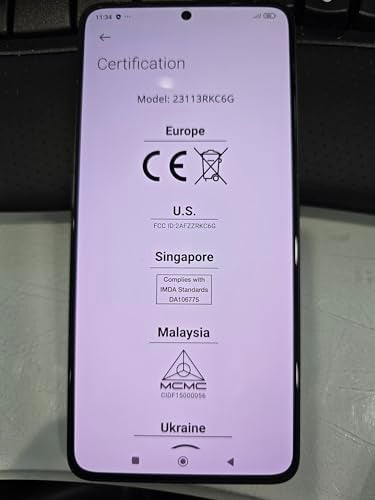 11:34
Certification
Model: 23113RKC6G
Europe
CE
U.S.
FCC ID:2AFZZRKC6G
Singapore
Complies with
IMDA Standards
DA106775
Malaysia
MCMC
CIDF15000056
Ukraine